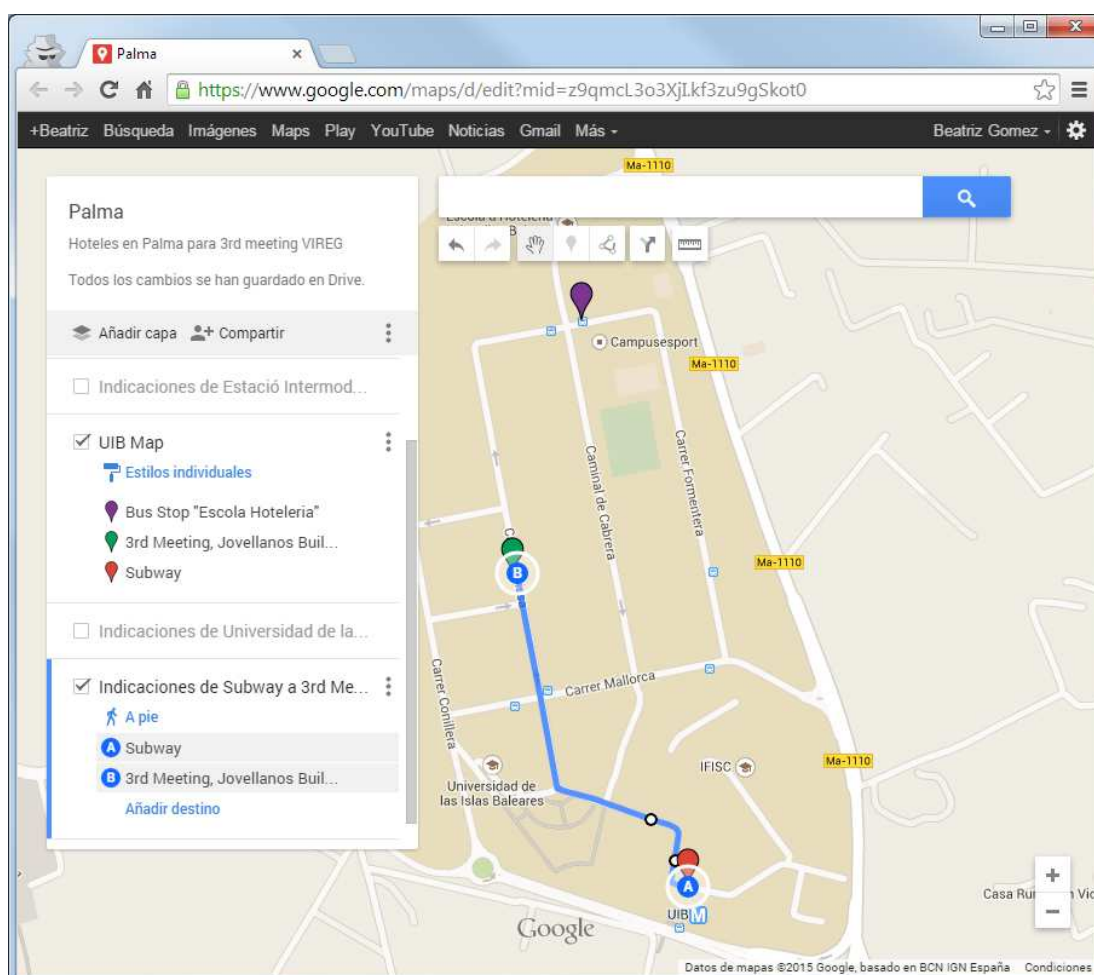 Palma
https://www.google.com/maps/d/edit?mid=z9qmcL3o3XjI.kf3zu9gSkot0
+Beatriz Búsqueda Imágenes Maps Play YouTube Noticias Gmail Más
Beatriz Gomez
Palma
Hoteles en Palma para 3rd meeting VIREG
Todos los cambios se han guardado en Drive.
Añadir capa Compartir
Indicaciones de Estació Intermod...
UIB Map
Estilos individuales
Bus Stop "Escola Hoteleria"
3rd Meeting, Jovellanos Buil...
Subway
Indicaciones de Universidad de la...
Indicaciones de Subway a 3rd Me...
A pie
A Subway
B 3rd Meeting, Jovellanos Buil...
Añadir destino
Ma-1110
Campusesport
Ma-1110
Caminal de Cabrera
Carrer Formentera
B
Ma-1110
Carrer Mallorca
Carrer Conillera
Universidad de
las Islas Baleares
IFISC
Ma-1110
A
UIB M
Casa Ru
Google
+
−
Datos de mapas ©2015 Google, basado en BCN IGN España Condiciones